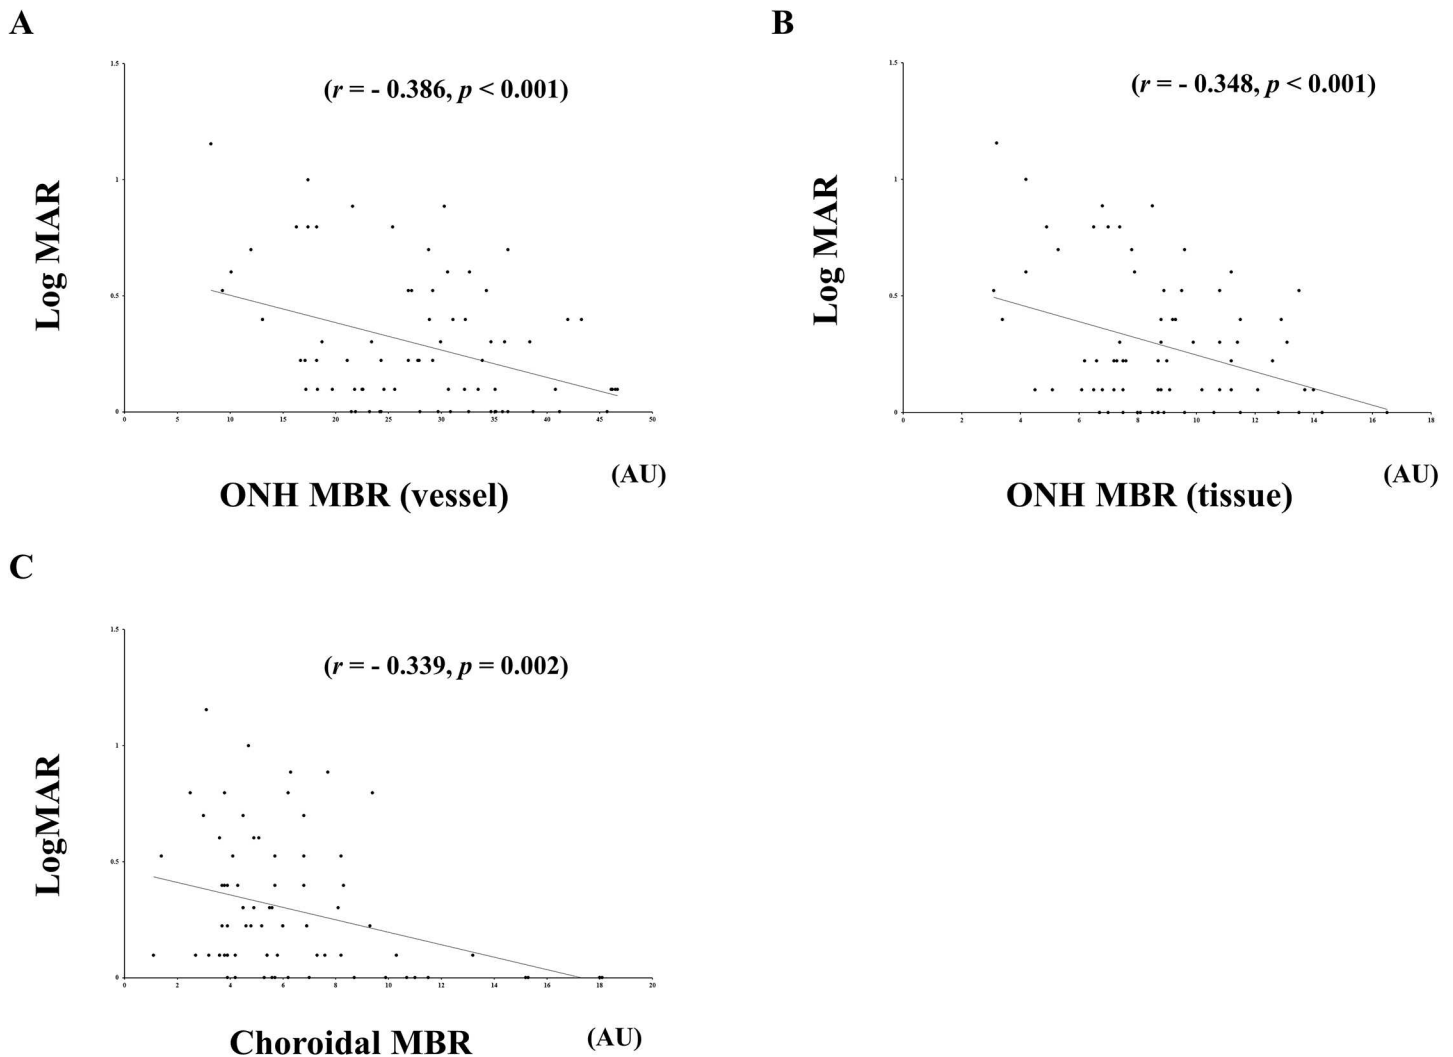 A
(r = - 0.386, p < 0.001)
Log MAR
1.5
1
0.5
0
0 5 10 15 20 25 30 35 40 45 50
(AU)
ONH MBR (vessel)
B
(r = - 0.348, p < 0.001)
Log MAR
1.5
1
0.5
0
0 2 4 6 8 10 12 14 16 18
(AU)
ONH MBR (tissue)
C
(r = - 0.339, p = 0.002)
LogMAR
1.5
1
0.5
0
0 2 4 6 8 10 12 14 16 18 20
Choroidal MBR (AU)